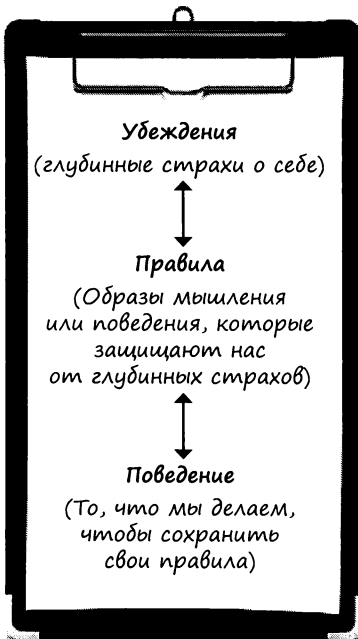 Убеждения
(глубинные страхи о себе)
Правила
(Образы мышления
или поведения, которые
защищают нас
от глубинных страхов)
Поведение
(То, что мы делаем,
чтобы сохранить
свои правила)